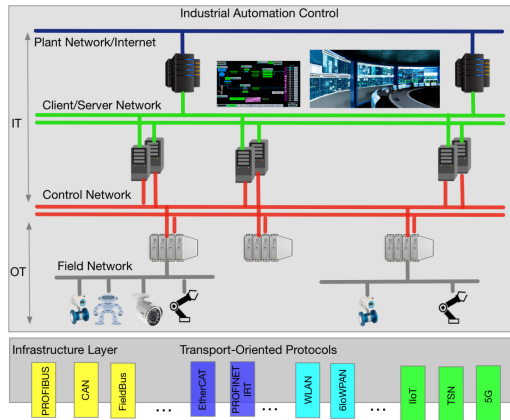 Industrial Automation Control
Plant Network/Internet
Client/Server Network
IT
Control Network
OT
Field Network
Infrastructure Layer
Transport-Oriented Protocols
PROFIBUS
CAN
FieldBus
...
EtherCAT
PROFINET
IRT
...
WLAN
6loWPAN
...
IIoT
TSN
5G